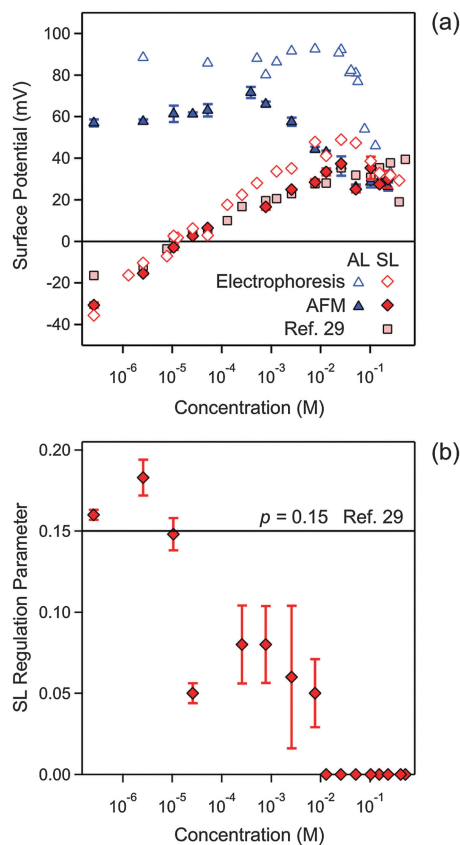 (a)
100
80
60
40
20
0
-20
-40
Surface Potential (mV)
AL SL
Electrophoresis
AFM
Ref. 29
10-6 10-5 10-4 10-3 10-2 10-1
Concentration (M)
(b)
0.20
0.15
0.10
0.05
0.00
SL Regulation Parameter
p = 0.15 Ref. 29
10-6 10-5 10-4 10-3 10-2 10-1
Concentration (M)